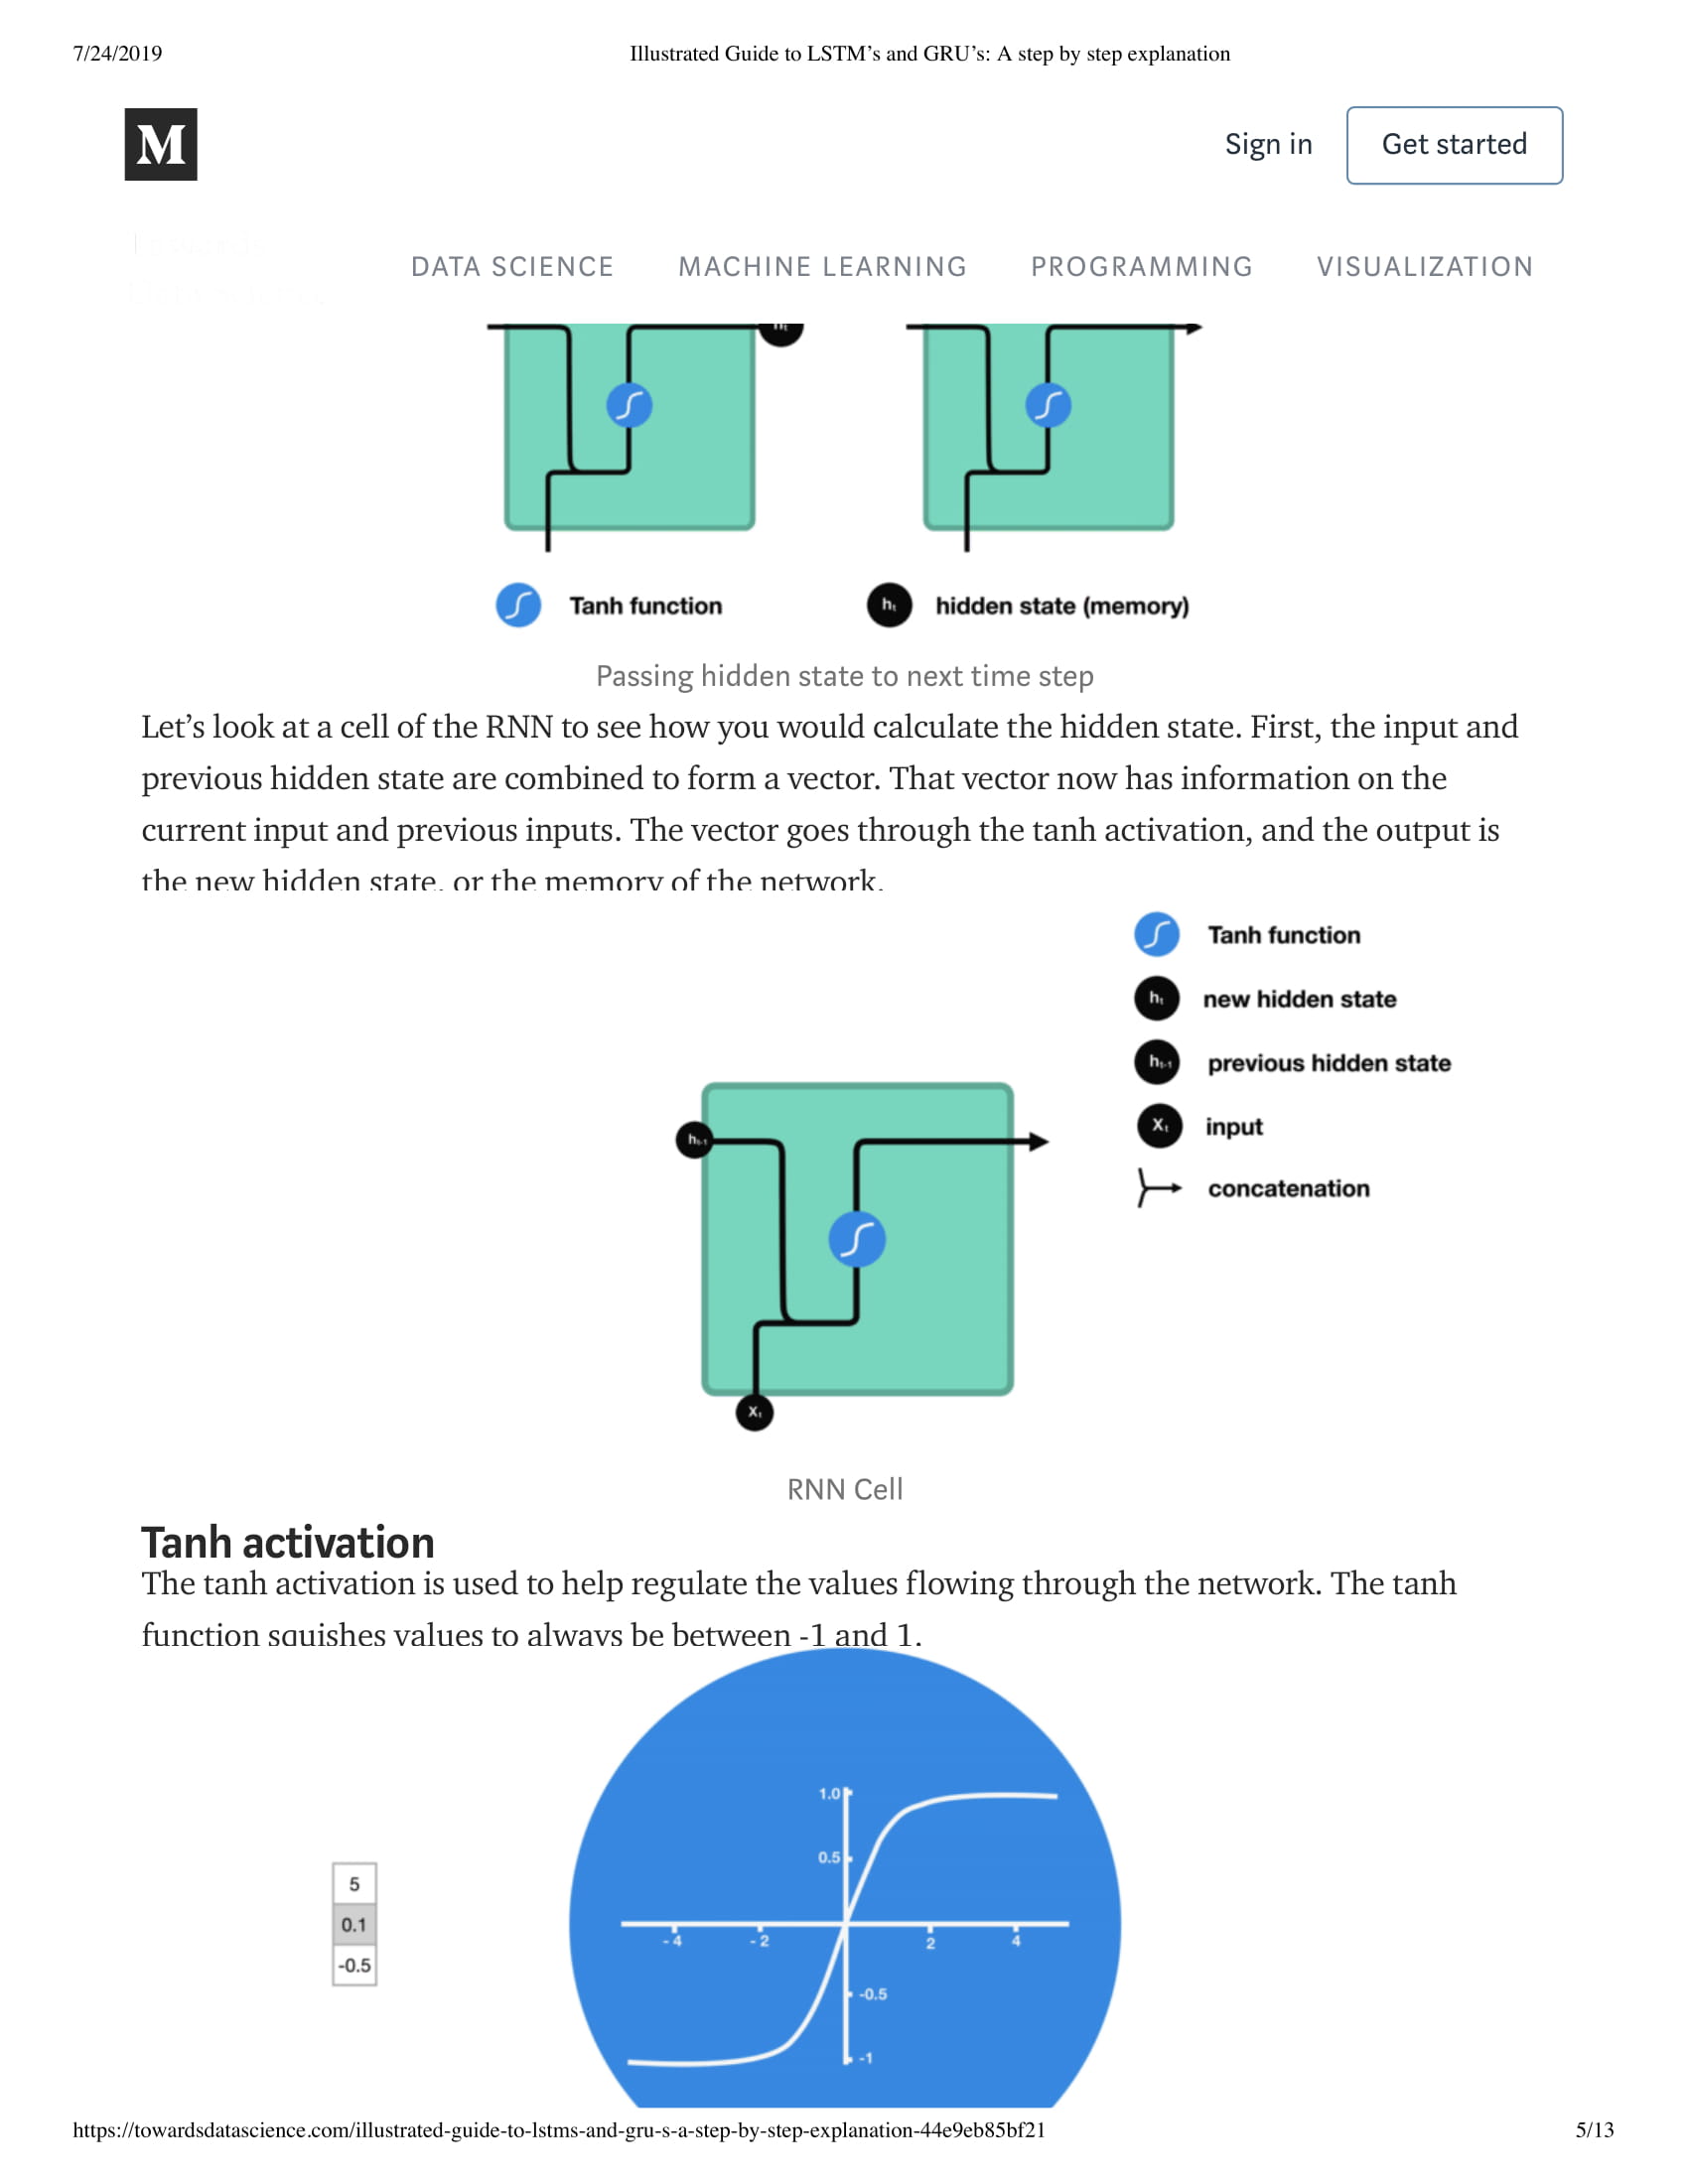 7/24/2019 Illustrated Guide to LSTM’s and GRU’s: A step by step explanation
M
Sign in Get started
DATA SCIENCE MACHINE LEARNING PROGRAMMING VISUALIZATION
Tanh function hₜ hidden state (memory)
Passing hidden state to next time step
Let’s look at a cell of the RNN to see how you would calculate the hidden state. First, the input and
previous hidden state are combined to form a vector. That vector now has information on the
current input and previous inputs. The vector goes through the tanh activation, and the output is
the new hidden state, or the memory of the network.
Tanh function
hₜ new hidden state
hₜ₋₁ previous hidden state
Xₜ input
concatenation
hₜ₋₁
Xₜ
RNN Cell
Tanh activation
The tanh activation is used to help regulate the values flowing through the network. The tanh
function squishes values to always be between -1 and 1.
5
0.1
-0.5
1.0
0.5
- 4 - 2 2 4
-0.5
-1
https://towardsdatascience.com/illustrated-guide-to-lstms-and-gru-s-a-step-by-step-explanation-44e9eb85bf21 5/13